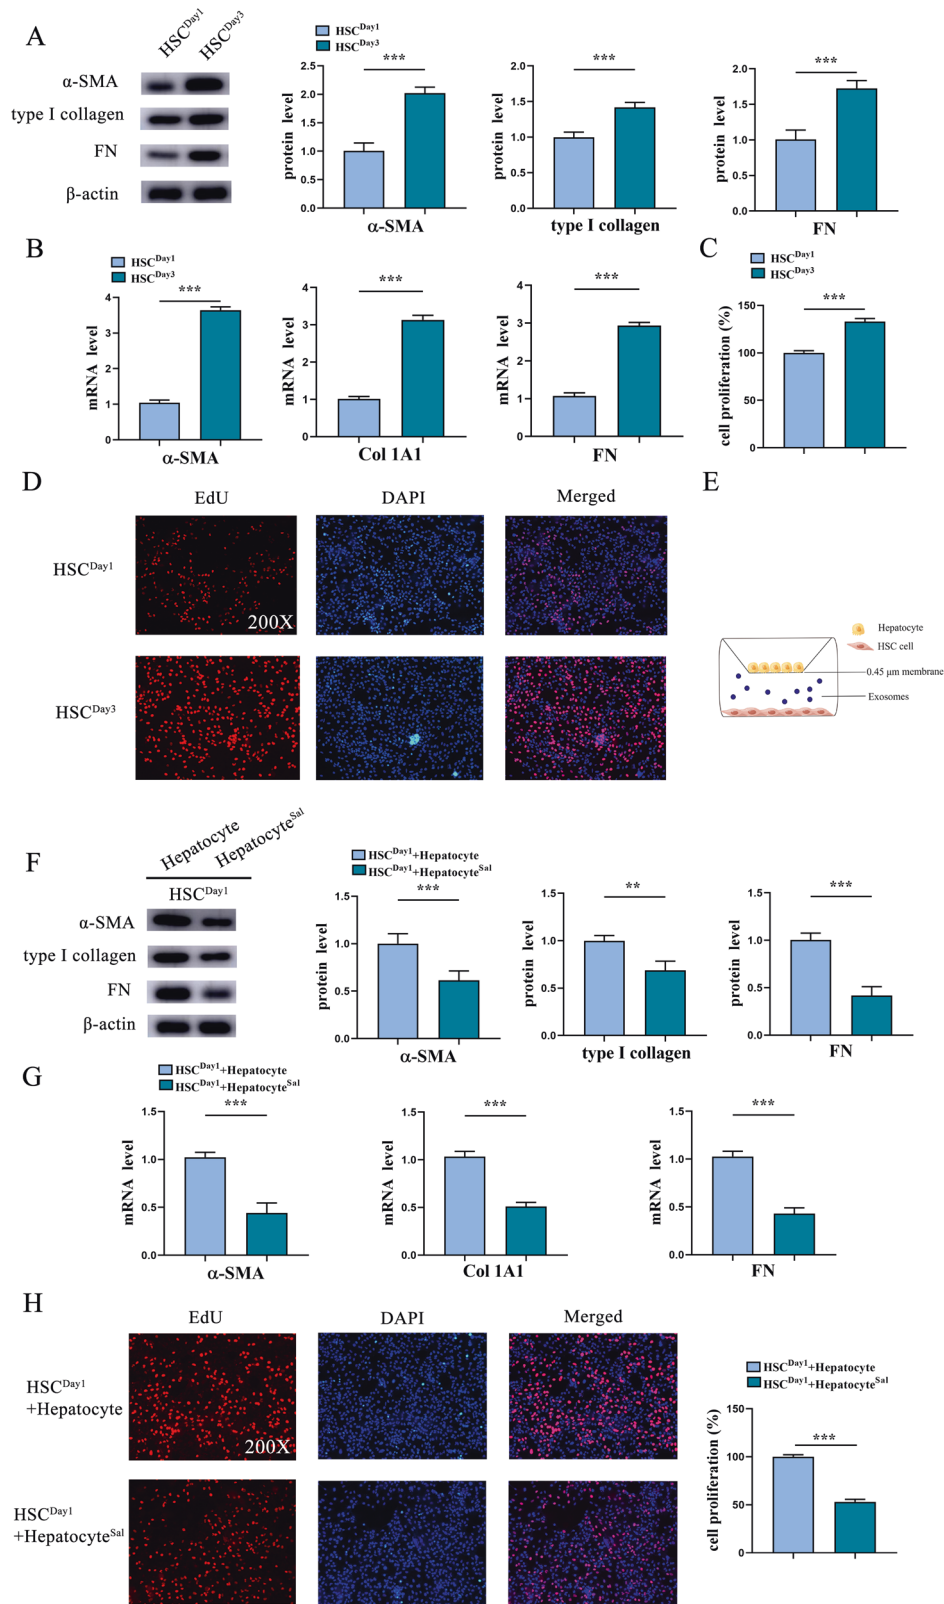 A
HSC^Day1 HSC^Day3
α-SMA
type I collagen
FN
β-actin
HSC^Day1
HSC^Day3
protein level
2.5
2.0
1.5
1.0
0.5
0.0
***
α-SMA
protein level
2.0
1.5
1.0
0.5
0.0
***
type I collagen
protein level
2.0
1.5
1.0
0.5
0.0
***
FN
B
HSC^Day1
HSC^Day3
mRNA level
4
3
2
1
0
***
α-SMA
mRNA level
4
3
2
1
0
***
Col 1A1
mRNA level
4
3
2
1
0
***
FN
C
HSC^Day1
HSC^Day3
cell proliferation (%)
150
100
50
0
***
D
EdU DAPI Merged
HSC^Day1
200X
HSC^Day3
E
Hepatocyte
HSC cell
0.45 μm membrane
Exosomes
F
Hepatocyte Hepatocyte^Sal
HSC^Day1
α-SMA
type I collagen
FN
β-actin
HSC^Day1+Hepatocyte
HSC^Day1+Hepatocyte^Sal
protein level
1.5
1.0
0.5
0.0
***
α-SMA
protein level
1.5
1.0
0.5
0.0
**
type I collagen
protein level
1.5
1.0
0.5
0.0
***
FN
G
HSC^Day1+Hepatocyte
HSC^Day1+Hepatocyte^Sal
mRNA level
1.5
1.0
0.5
0.0
***
α-SMA
mRNA level
1.5
1.0
0.5
0.0
***
Col 1A1
mRNA level
1.5
1.0
0.5
0.0
***
FN
H
EdU DAPI Merged
HSC^Day1
+Hepatocyte
200X
HSC^Day1
+Hepatocyte^Sal
HSC^Day1+Hepatocyte
HSC^Day1+Hepatocyte^Sal
cell proliferation (%)
150
100
50
0
***